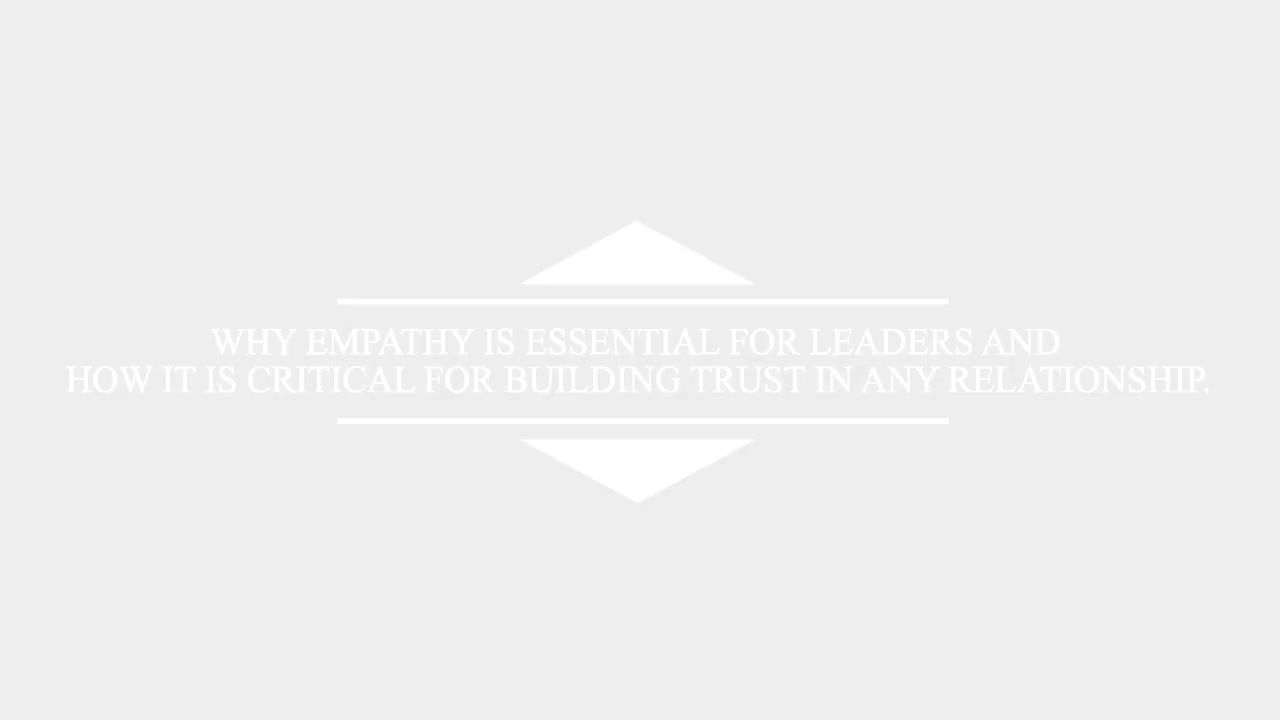 WHY EMPATHY IS ESSENTIAL FOR LEADERS AND
HOW IT IS CRITICAL FOR BUILDING TRUST IN ANY RELATIONSHIP.